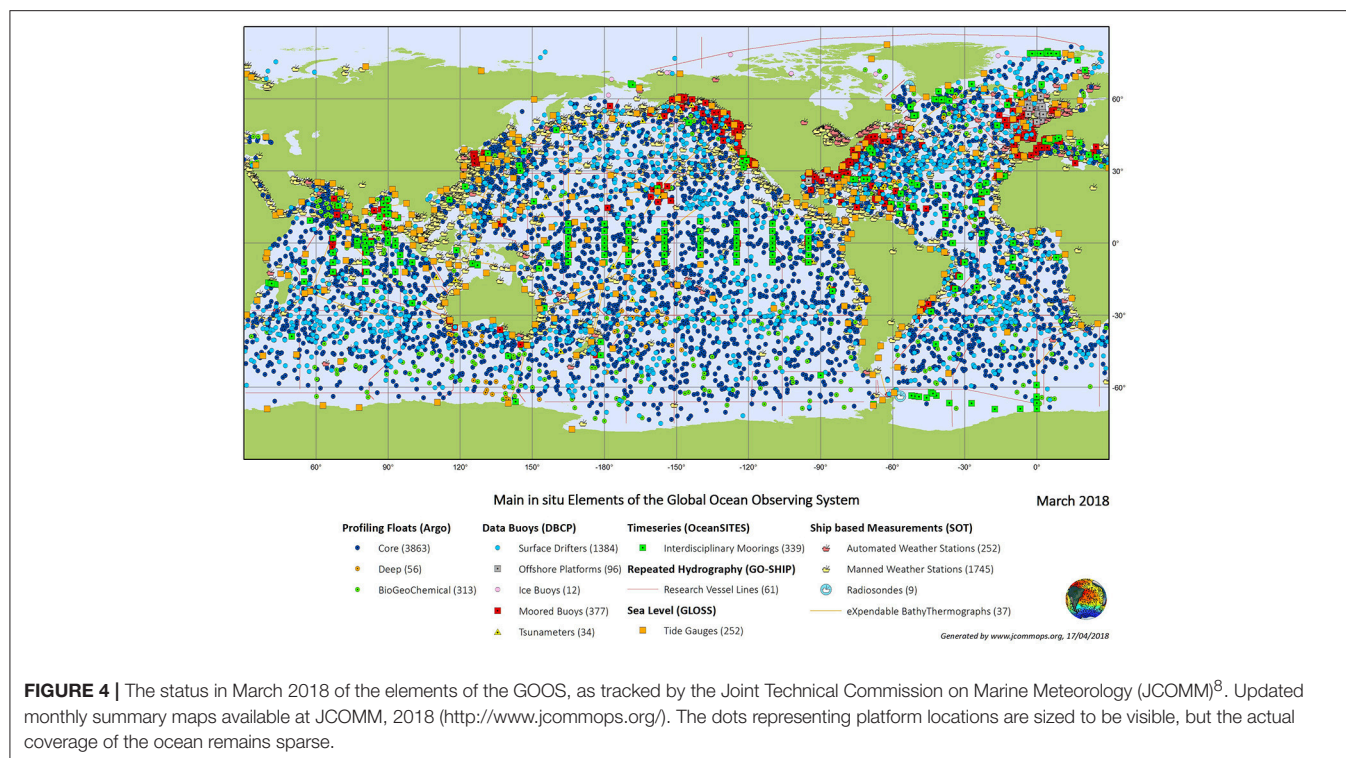 60°
30°
0°
-30°
-60°
60° 90° 120° 150° -180° -150° -120° -90° -60° -30° 0°
Main in situ Elements of the Global Ocean Observing System
March 2018
Profiling Floats (Argo)
Core (3863)
Deep (56)
BioGeoChemical (313)
Data Buoys (DBCP)
Surface Drifters (1384)
Offshore Platforms (96)
Ice Buoys (12)
Moored Buoys (377)
Tsunameters (34)
Timeseries (OceanSITES)
Interdisciplinary Moorings (339)
Repeated Hydrography (GO-SHIP)
Research Vessel Lines (61)
Sea Level (GLOSS)
Tide Gauges (252)
Ship based Measurements (SOT)
Automated Weather Stations (252)
Manned Weather Stations (1745)
Radiosondes (9)
eXpendable BathyThermographs (37)
Generated by www.jcommops.org, 17/04/2018
FIGURE 4 | The status in March 2018 of the elements of the GOOS, as tracked by the Joint Technical Commission on Marine Meteorology (JCOMM)8. Updated
monthly summary maps available at JCOMM, 2018 (http://www.jcommops.org/). The dots representing platform locations are sized to be visible, but the actual
coverage of the ocean remains sparse.